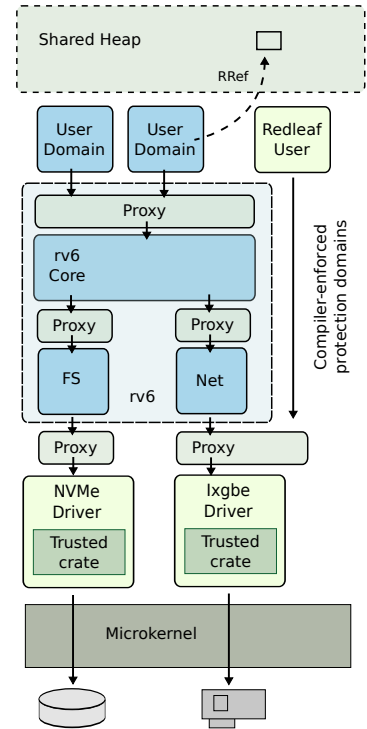 Shared Heap
RRef
User
Domain
User
Domain
Redleaf
User
Proxy
rv6
Core
Compiler-enforced
protection domains
Proxy
Proxy
FS
Net
rv6
Proxy
Proxy
NVMe
Driver
Trusted
crate
Ixgbe
Driver
Trusted
crate
Microkernel